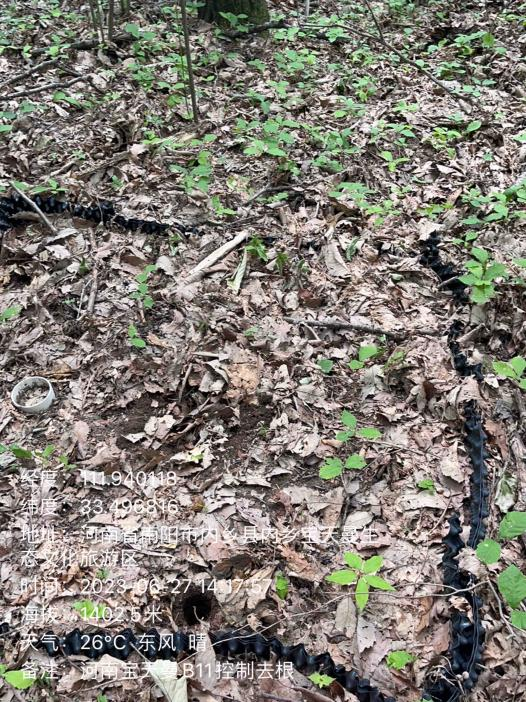 经度：111.940118
纬度：33.496816
地址：河南省南阳市内乡县内乡宝天曼生
态文化旅游区
时间：2023-06-27 14:17:57
海拔：1402.5米
天气：26°C 东风 晴
备注：河南宝天曼B11控制去根